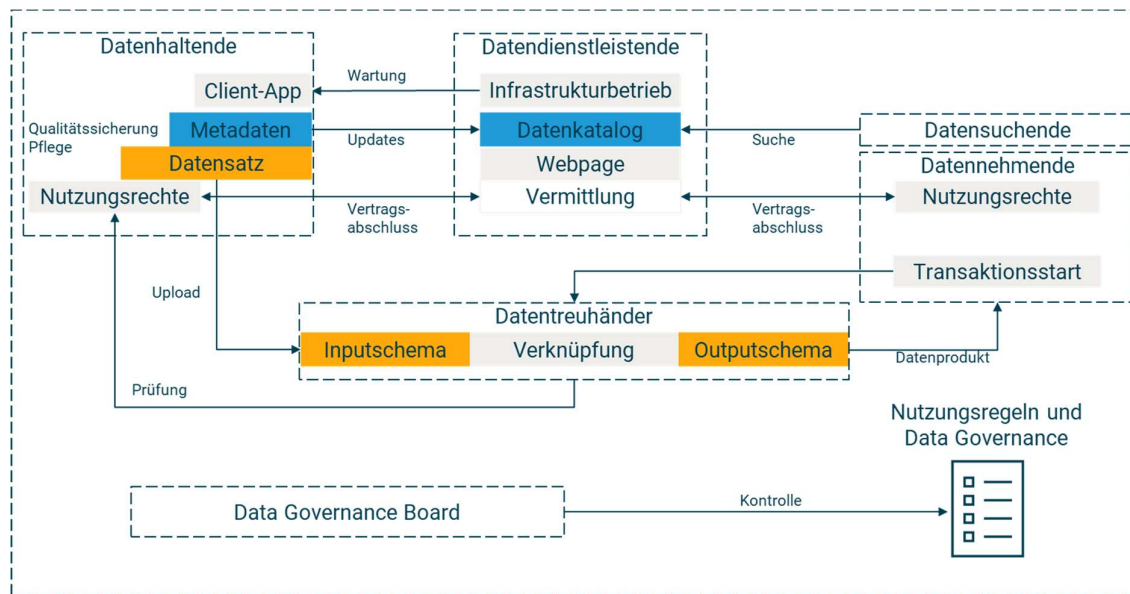 Datenhaltende
Client-App
Qualitätssicherung
Pflege
Metadaten
Datensatz
Nutzungsrechte
Wartung
Updates
Vertrags-
abschluss
Datendienstleistende
Infrastrukturbetrieb
Datenkatalog
Webpage
Vermittlung
Suche
Vertrags-
abschluss
Datensuchende
Datennehmende
Nutzungsrechte
Transaktionsstart
Upload
Datentreuhänder
Inputschema
Verknüpfung
Outputschema
Datenprodukt
Prüfung
Nutzungsregeln und
Data Governance
Data Governance Board
Kontrolle